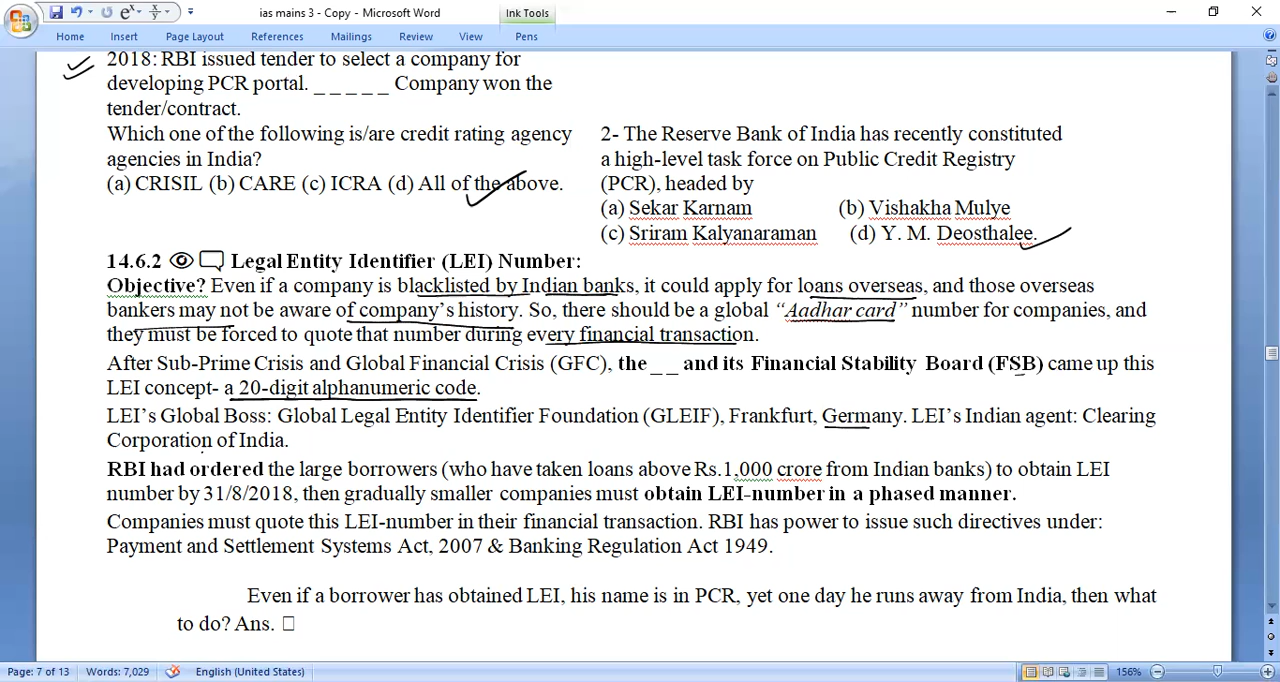 ias mains 3 - Copy - Microsoft Word
Ink Tools
Home Insert Page Layout References Mailings Review View Pens
2018: RBI issued tender to select a company for
developing PCR portal. _ _ _ _ _ Company won the
tender/contract.
Which one of the following is/are credit rating agency
agencies in India?
(a) CRISIL (b) CARE (c) ICRA (d) All of the above.
2- The Reserve Bank of India has recently constituted
a high-level task force on Public Credit Registry
(PCR), headed by
(a) Sekar Karnam (b) Vishakha Mulye
(c) Sriram Kalyanaraman (d) Y. M. Deosthalee.
14.6.2 Legal Entity Identifier (LEI) Number:
Objective? Even if a company is blacklisted by Indian banks, it could apply for loans overseas, and those overseas
bankers may not be aware of company's history. So, there should be a global "Aadhar card" number for companies, and
they must be forced to quote that number during every financial transaction.
After Sub-Prime Crisis and Global Financial Crisis (GFC), the _ _ and its Financial Stability Board (FSB) came up this
LEI concept- a 20-digit alphanumeric code.
LEI's Global Boss: Global Legal Entity Identifier Foundation (GLEIF), Frankfurt, Germany. LEI's Indian agent: Clearing
Corporation of India.
RBI had ordered the large borrowers (who have taken loans above Rs.1,000 crore from Indian banks) to obtain LEI
number by 31/8/2018, then gradually smaller companies must obtain LEI-number in a phased manner.
Companies must quote this LEI-number in their financial transaction. RBI has power to issue such directives under:
Payment and Settlement Systems Act, 2007 & Banking Regulation Act 1949.
Even if a borrower has obtained LEI, his name is in PCR, yet one day he runs away from India, then what
to do? Ans. □
Page: 7 of 13 Words: 7,029 English (United States) 156%